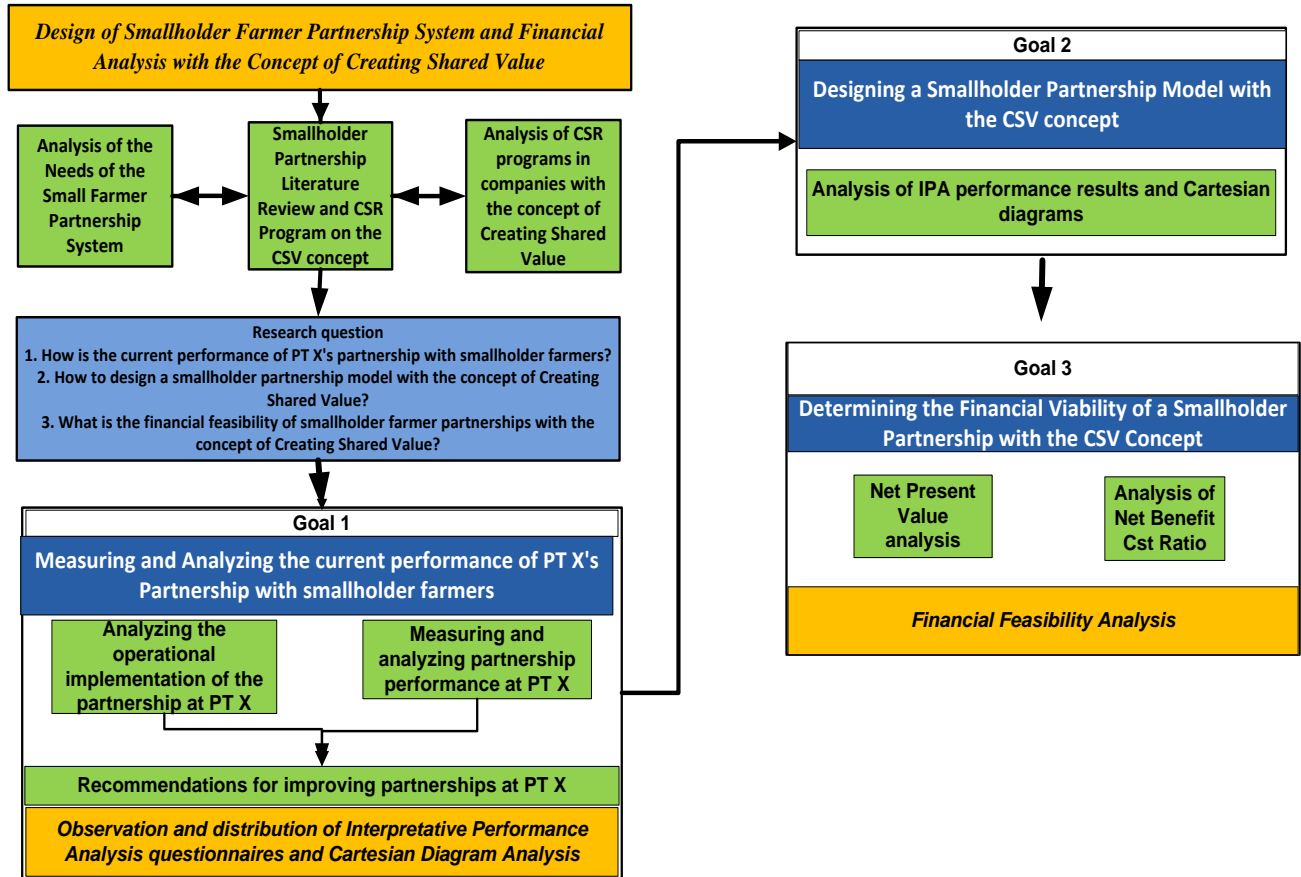 Design of Smallholder Farmer Partnership System and Financial
Analysis with the Concept of Creating Shared Value
Analysis of the
Needs of the
Small Farmer
Partnership
System
Smallholder
Partnership
Literature
Review and CSR
Program on the
CSV concept
Analysis of CSR
programs in
companies with
the concept of
Creating Shared
Value
Research question
1. How is the current performance of PT X's partnership with smallholder farmers?
2. How to design a smallholder partnership model with the concept of Creating
Shared Value?
3. What is the financial feasibility of smallholder farmer partnerships with the
concept of Creating Shared Value?
Goal 1
Measuring and Analyzing the current performance of PT X's
Partnership with smallholder farmers
Analyzing the
operational
implementation of the
partnership at PT X
Measuring and
analyzing partnership
performance at PT X
Recommendations for improving partnerships at PT X
Observation and distribution of Interpretative Performance
Analysis questionnaires and Cartesian Diagram Analysis
Goal 2
Designing a Smallholder Partnership Model with
the CSV concept
Analysis of IPA performance results and Cartesian
diagrams
Goal 3
Determining the Financial Viability of a Smallholder
Partnership with the CSV Concept
Net Present
Value
analysis
Analysis of
Net Benefit
Cst Ratio
Financial Feasibility Analysis